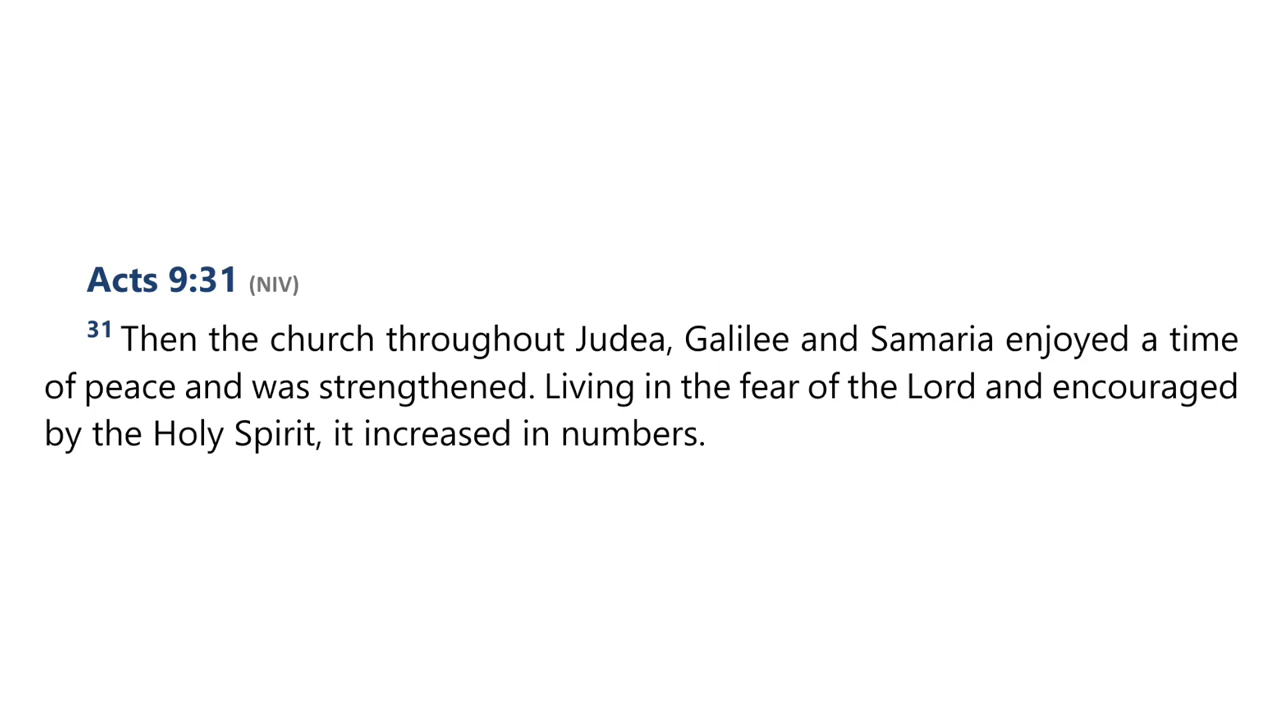 Acts 9:31 (NIV)
31 Then the church throughout Judea, Galilee and Samaria enjoyed a time
of peace and was strengthened. Living in the fear of the Lord and encouraged
by the Holy Spirit, it increased in numbers.